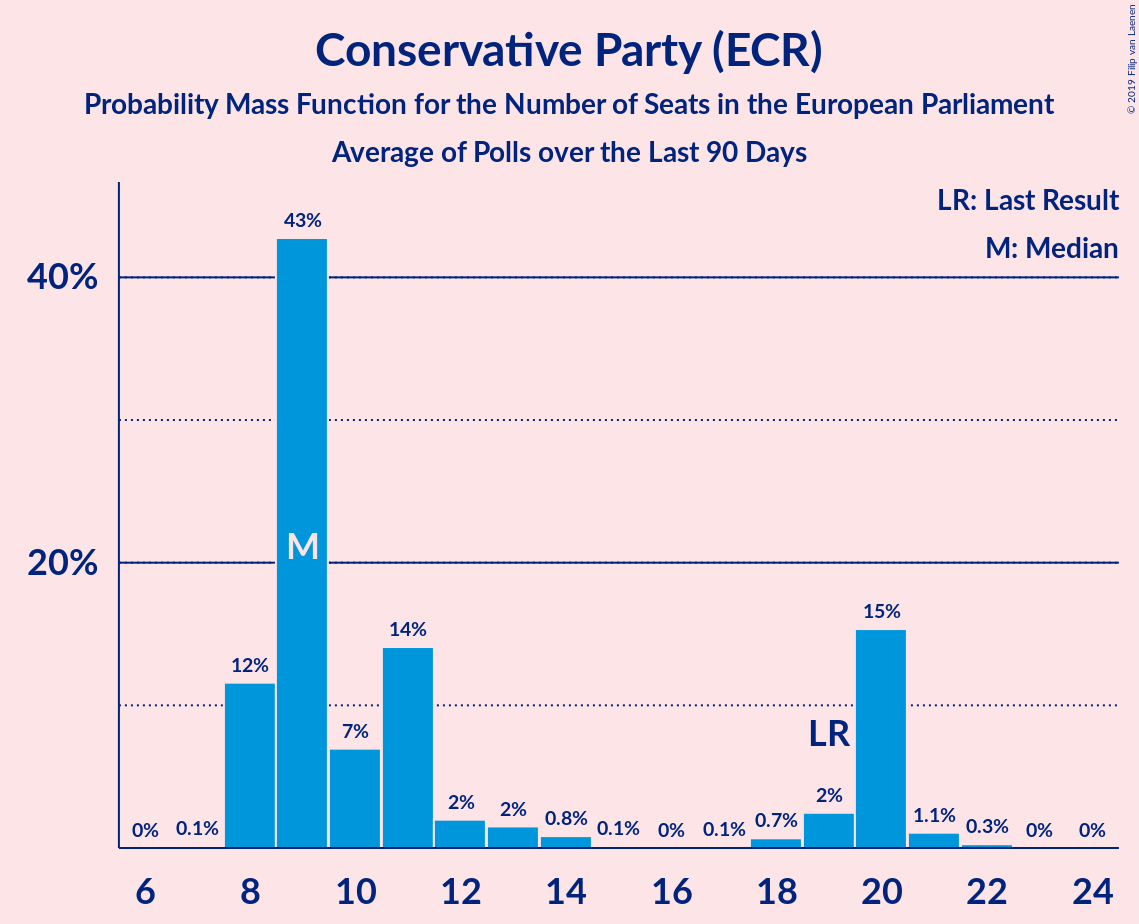 Conservative Party (ECR)
Probability Mass Function for the Number of Seats in the European Parliament
Average of Polls over the Last 90 Days
© 2019 Filip van Laenen
LR: Last Result
M: Median
40%
20%
0%
0.1%
12%
43%
M
7%
14%
2%
2%
0.8%
0.1%
0%
0.1%
0.7%
LR
2%
15%
1.1%
0.3%
0%
0%
6 8 10 12 14 16 18 20 22 24